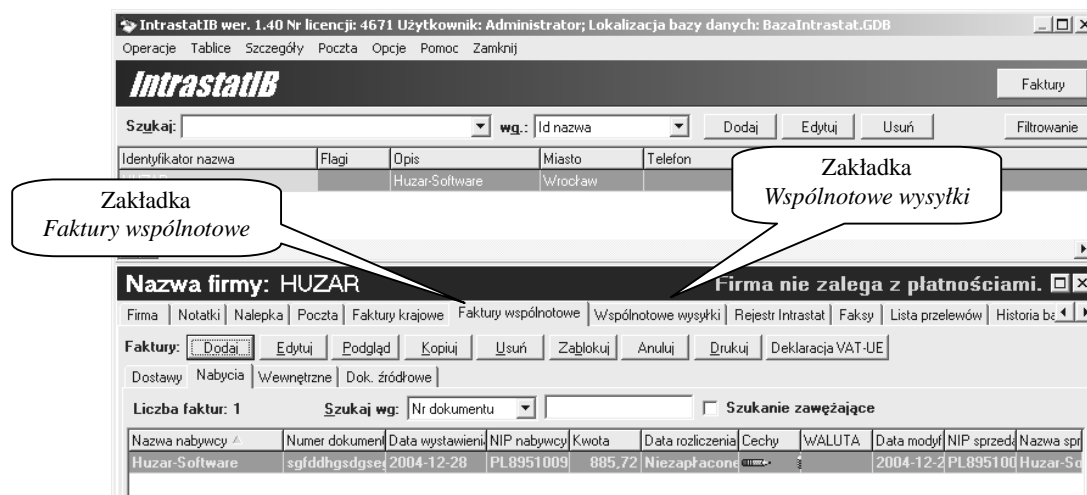 IntrastatIB wer. 1.40 Nr licencji: 4671 Użytkownik: Administrator; Lokalizacja bazy danych: BazaIntrastat.GDB
Operacje Tablice Szczegóły Poczta Opcje Pomoc Zamknij
IntrastatIB Faktury
Szukaj: wg.: Id nazwa Dodaj Edytuj Usuń Filtrowanie
Identyfikator nazwa Flagi Opis Miasto Telefon
Huzar-Software Wrocław
Zakładka
Faktury wspólnotowe
Zakładka
Wspólnotowe wysyłki
Nazwa firmy: HUZAR Firma nie zalega z płatnościami.
Firma Notatki Nalepka Poczta Faktury krajowe Faktury wspólnotowe Wspólnotowe wysyłki Rejestr Intrastat Faksy Lista przelewów Historia ba
Faktury: Dodaj Edytuj Podgląd Kopiuj Usuń Zablokuj Anuluj Drukuj Deklaracja VAT-UE
Dostawy Nabycia Wewnętrzne Dok. źródłowe
Liczba faktur: 1 Szukaj wg: Nr dokumentu Szukanie zawężające
Nazwa nabywcy Numer dokument Data wystawieni NIP nabywcy Kwota Data rozliczenia Cechy WALUTA Data modyf NIP sprzeda Nazwa spr
Huzar-Software sgfddhgsdgseg 2004-12-28 PL8951009 885,72 Niezapłacone 2004-12-2 PL895100 Huzar-So